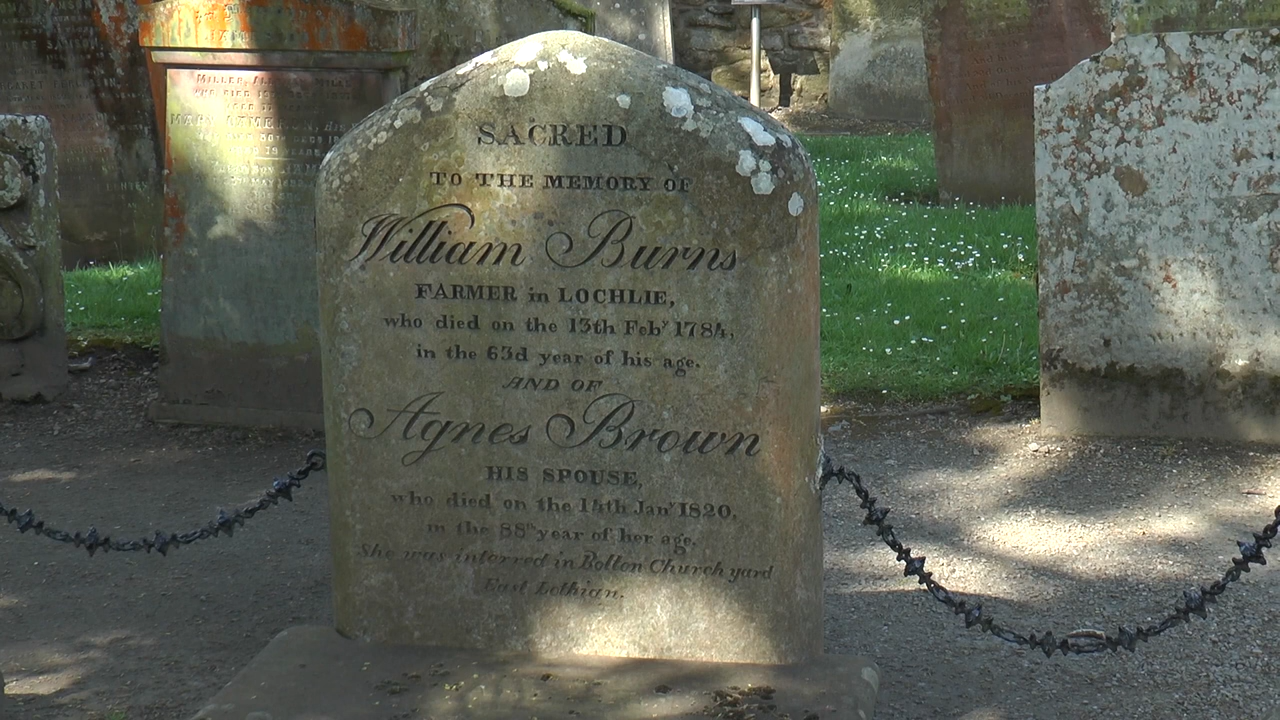 SACRED
TO THE MEMORY OF
William Burns
FARMER in LOCHLIE,
who died on the 13th Feby 1784,
in the 63d year of his age.
AND OF
Agnes Brown
HIS SPOUSE,
who died on the 14th Jany 1820,
in the 88th year of her age.
She was interred in Bolton Church yard
East Lothian.